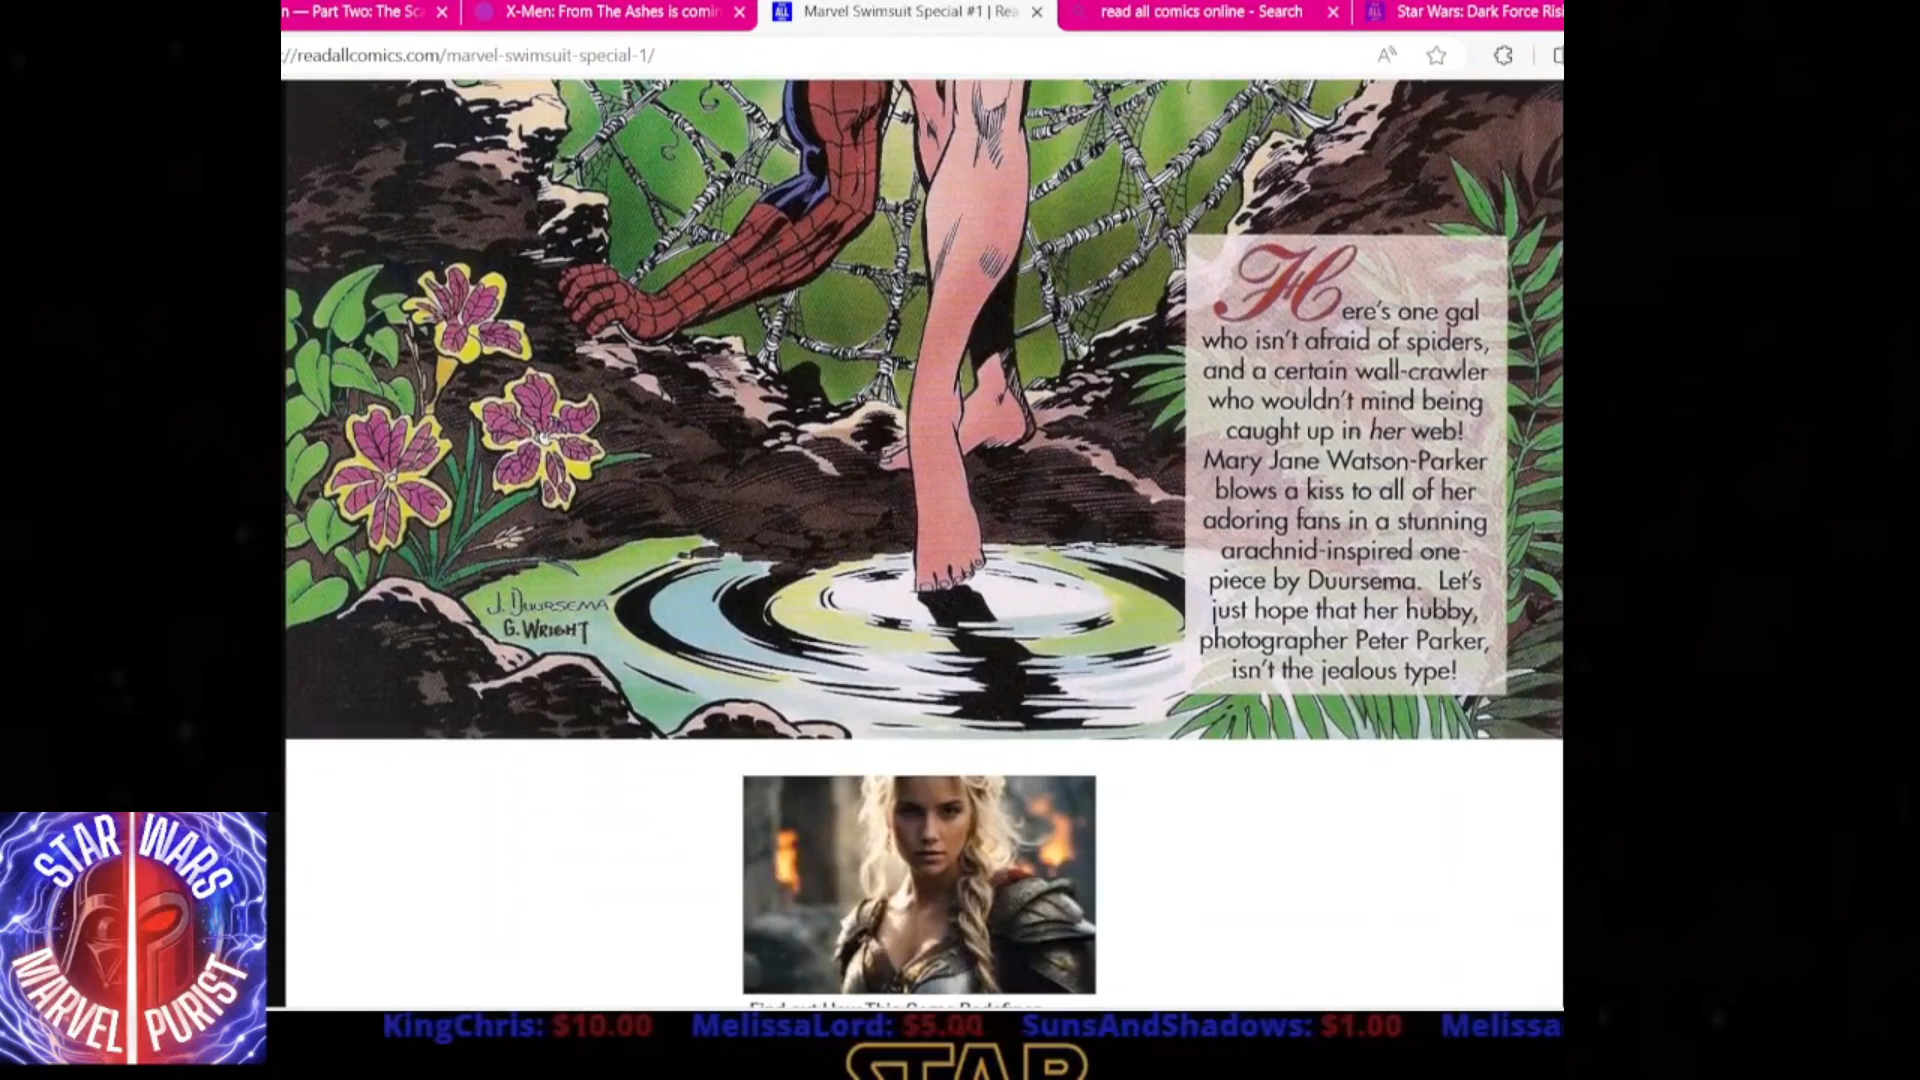 n — Part Two: The Sca
X-Men: From The Ashes is comin
Marvel Swimsuit Special #1 | Rea
read all comics online - Search
Star Wars: Dark Force Risi
://readallcomics.com/marvel-swimsuit-special-1/
Here's one gal
who isn't afraid of spiders,
and a certain wall-crawler
who wouldn't mind being
caught up in her web!
Mary Jane Watson-Parker
blows a kiss to all of her
adoring fans in a stunning
arachnid-inspired one-
piece by Duursema. Let's
just hope that her hubby,
photographer Peter Parker,
isn't the jealous type!
J. DUURSEMA
G. WRIGHT
STAR WARS
MARVEL PURIST
KingChris: $10.00 MelissaLord: $5.00 SunsAndShadows: $1.00 Melissa
STAR